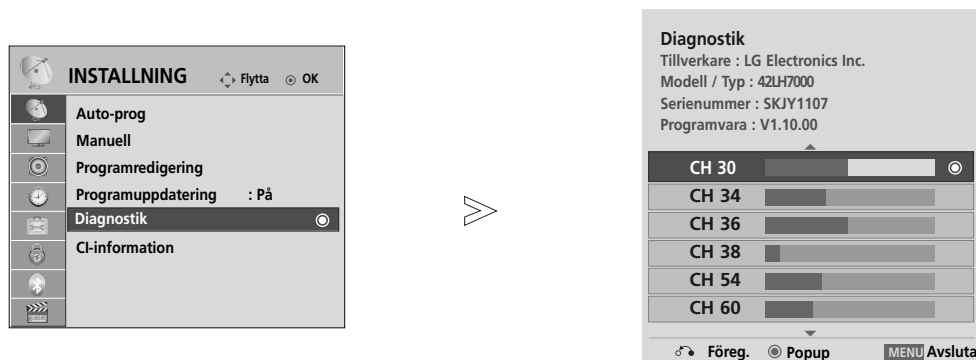 INSTALLNING Flytta OK
Auto-prog
Manuell
Programredigering
Programuppdatering : På
Diagnostik
CI-information
Diagnostik
Tillverkare : LG Electronics Inc.
Modell / Typ : 42LH7000
Serienummer : SKJY1107
Programvara : V1.10.00
CH 30
CH 34
CH 36
CH 38
CH 54
CH 60
Föreg. Popup MENU Avsluta